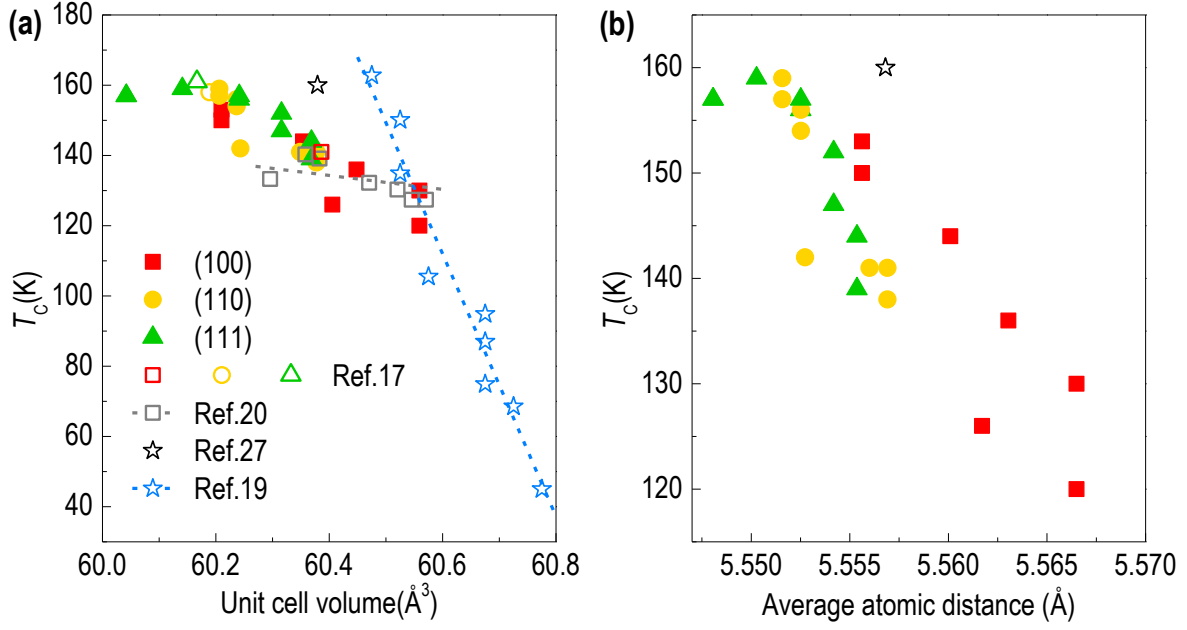 (a)
180
160
140
120
100
80
60
40
T_C(K)
(100)
(110)
(111)
Ref.17
Ref.20
Ref.27
Ref.19
60.0 60.2 60.4 60.6 60.8
Unit cell volume(Å³)
(b)
160
150
140
130
120
T_C(K)
5.550 5.555 5.560 5.565 5.570
Average atomic distance (Å)